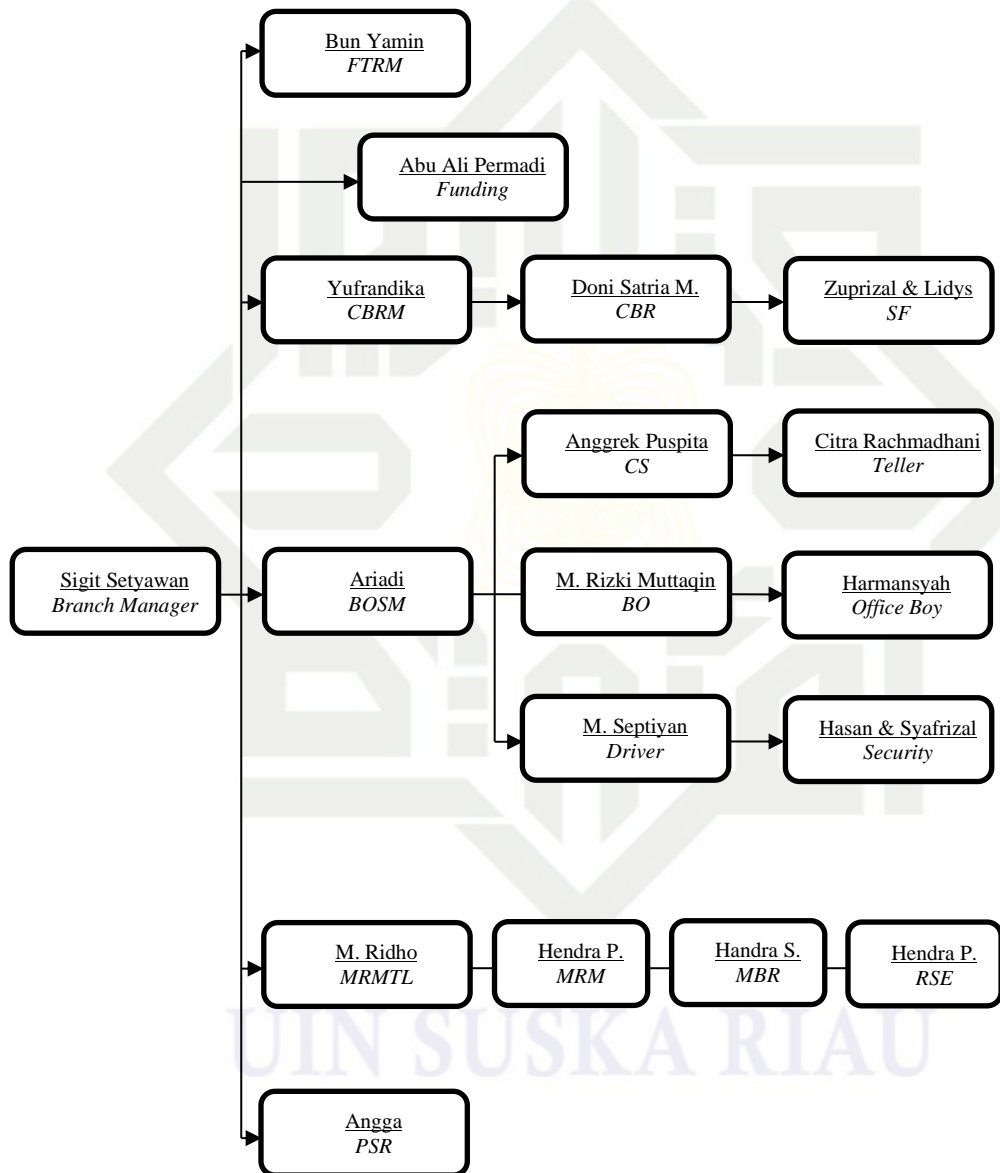 Bun Yamin
FTRM
Abu Ali Permadi
Funding
Yufrandika
CBRM
Doni Satria M.
CBR
Zuprizal & Lidys
SF
Anggrek Puspita
CS
Citra Rachmadhani
Teller
Sigit Setyawan
Branch Manager
Ariadi
BOSM
M. Rizki Muttaqin
BO
Harmansyah
Office Boy
M. Septiyan
Driver
Hasan & Syafrizal
Security
M. Ridho
MRMTL
Hendra P.
MRM
Handra S.
MBR
Hendra P.
RSE
UIN SUSKA RIAU
Angga
PSR